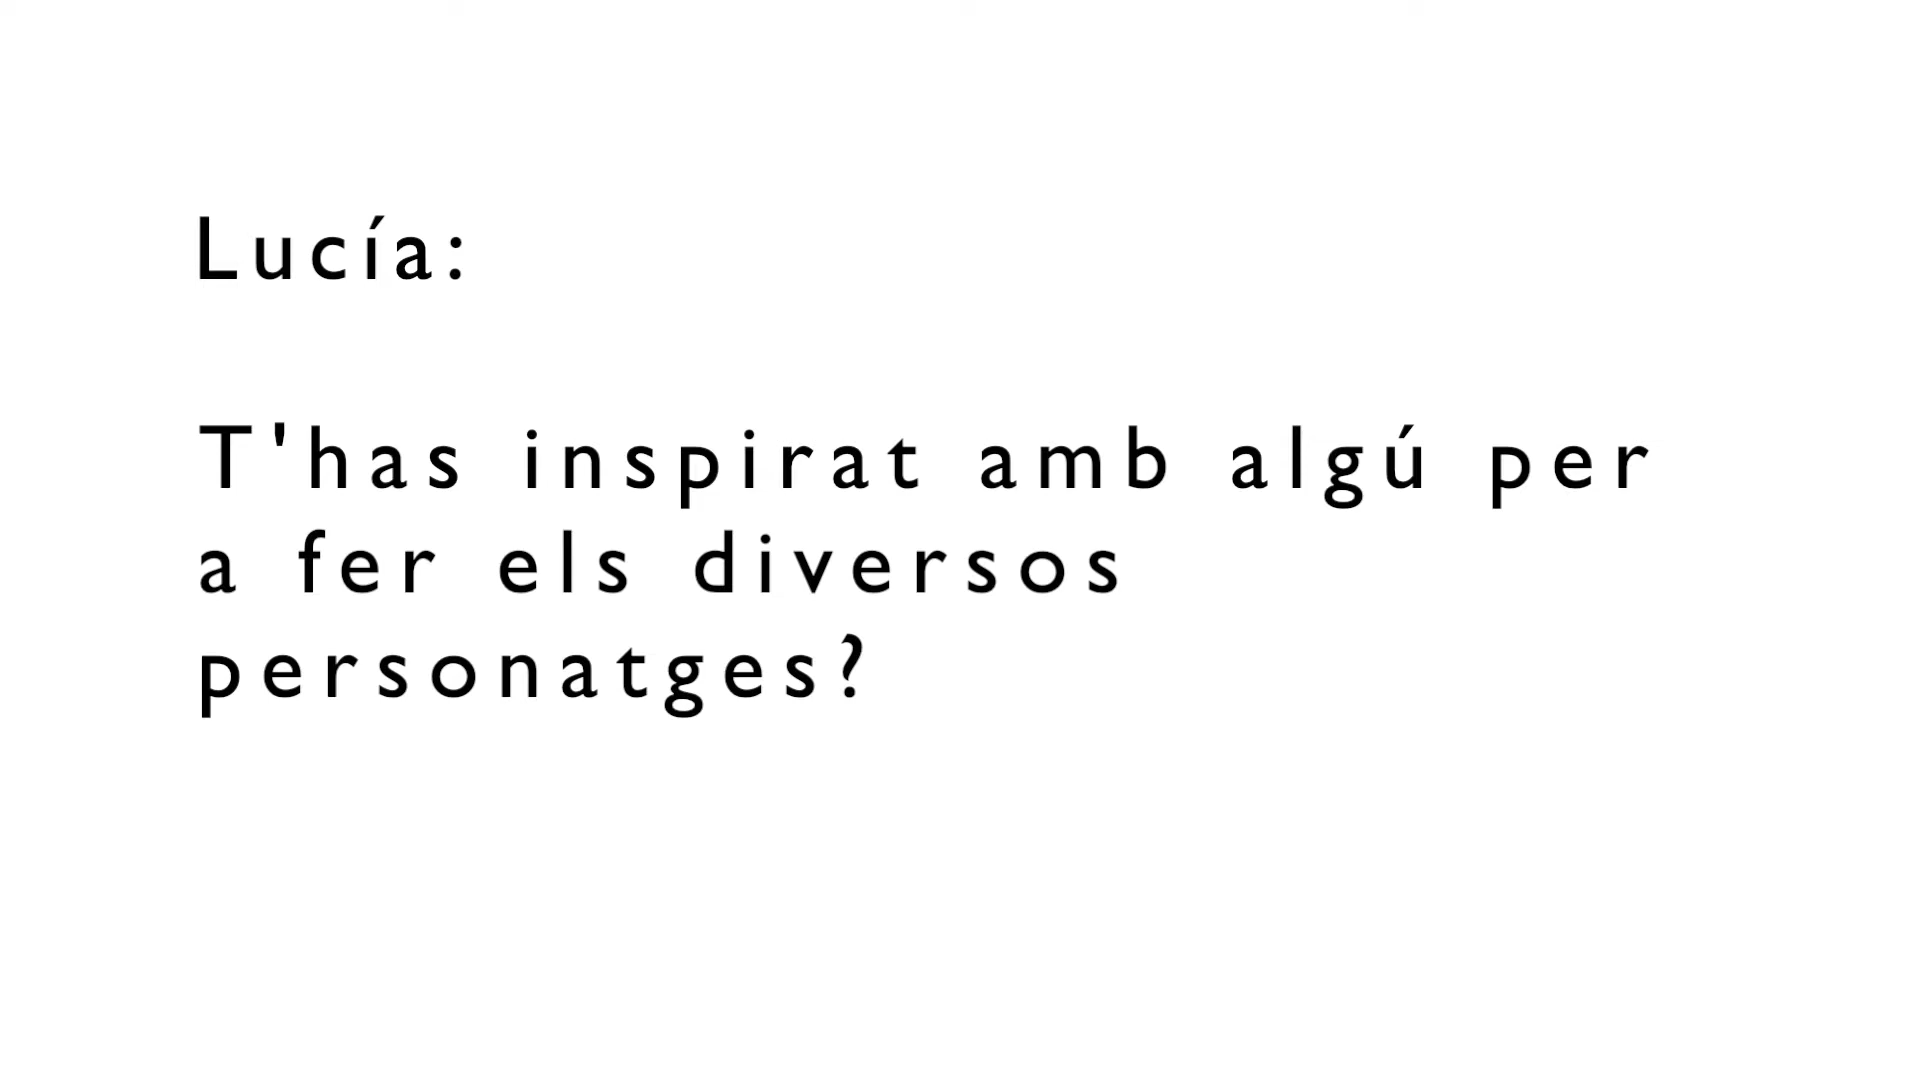 Lucía:
T'has inspirat amb algú per
a fer els diversos
personatges?